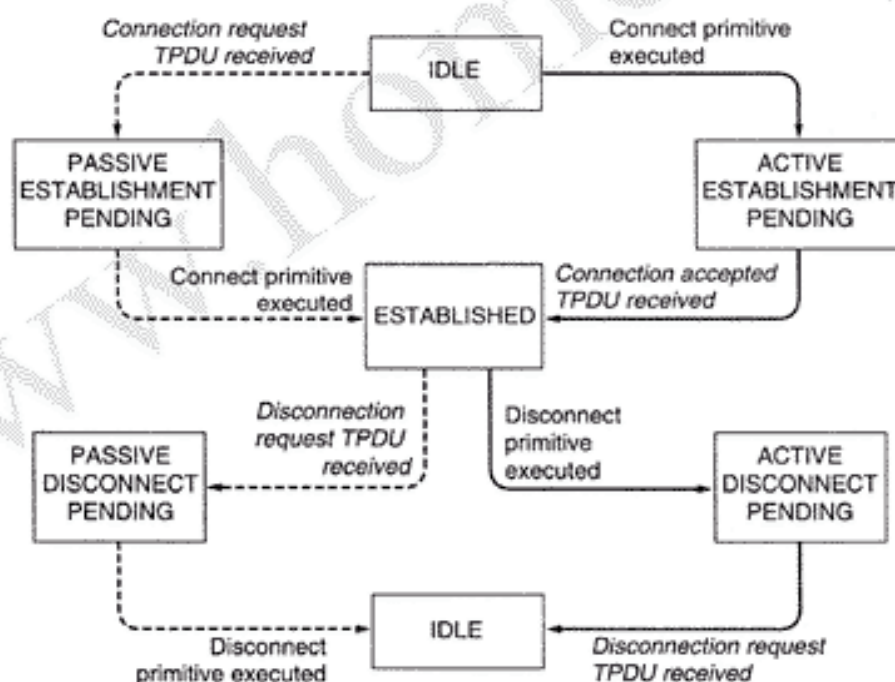 Connection request
TPDU received
IDLE
Connect primitive
executed
PASSIVE
ESTABLISHMENT
PENDING
ACTIVE
ESTABLISHMENT
PENDING
Connect primitive
executed
ESTABLISHED
Connection accepted
TPDU received
Disconnection
request TPDU
received
Disconnect
primitive
executed
PASSIVE
DISCONNECT
PENDING
ACTIVE
DISCONNECT
PENDING
IDLE
Disconnect
primitive executed
Disconnection request
TPDU received
www.hom